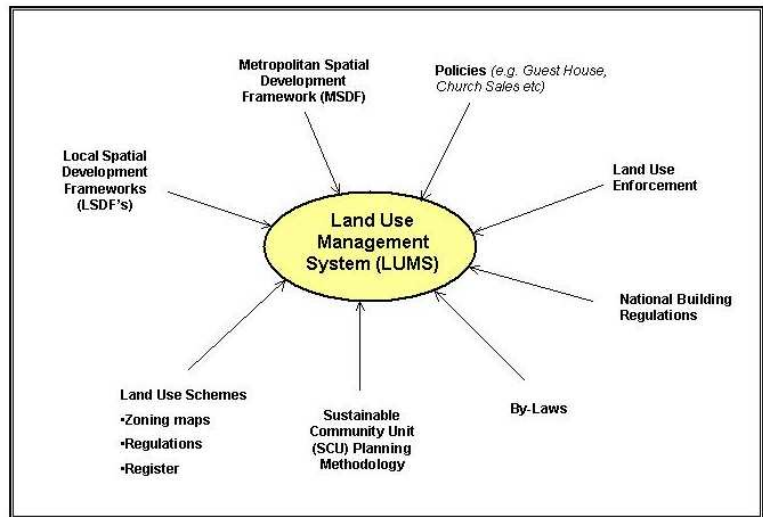 Metropolitan Spatial
Development
Framework (MSDF)
Policies (e.g. Guest House,
Church Sales etc)
Local Spatial
Development
Frameworks
(LSDF's)
Land Use
Enforcement
Land Use
Management
System (LUMS)
National Building
Regulations
Land Use Schemes
•Zoning maps
•Regulations
•Register
Sustainable
Community Unit
(SCU) Planning
Methodology
By-Laws